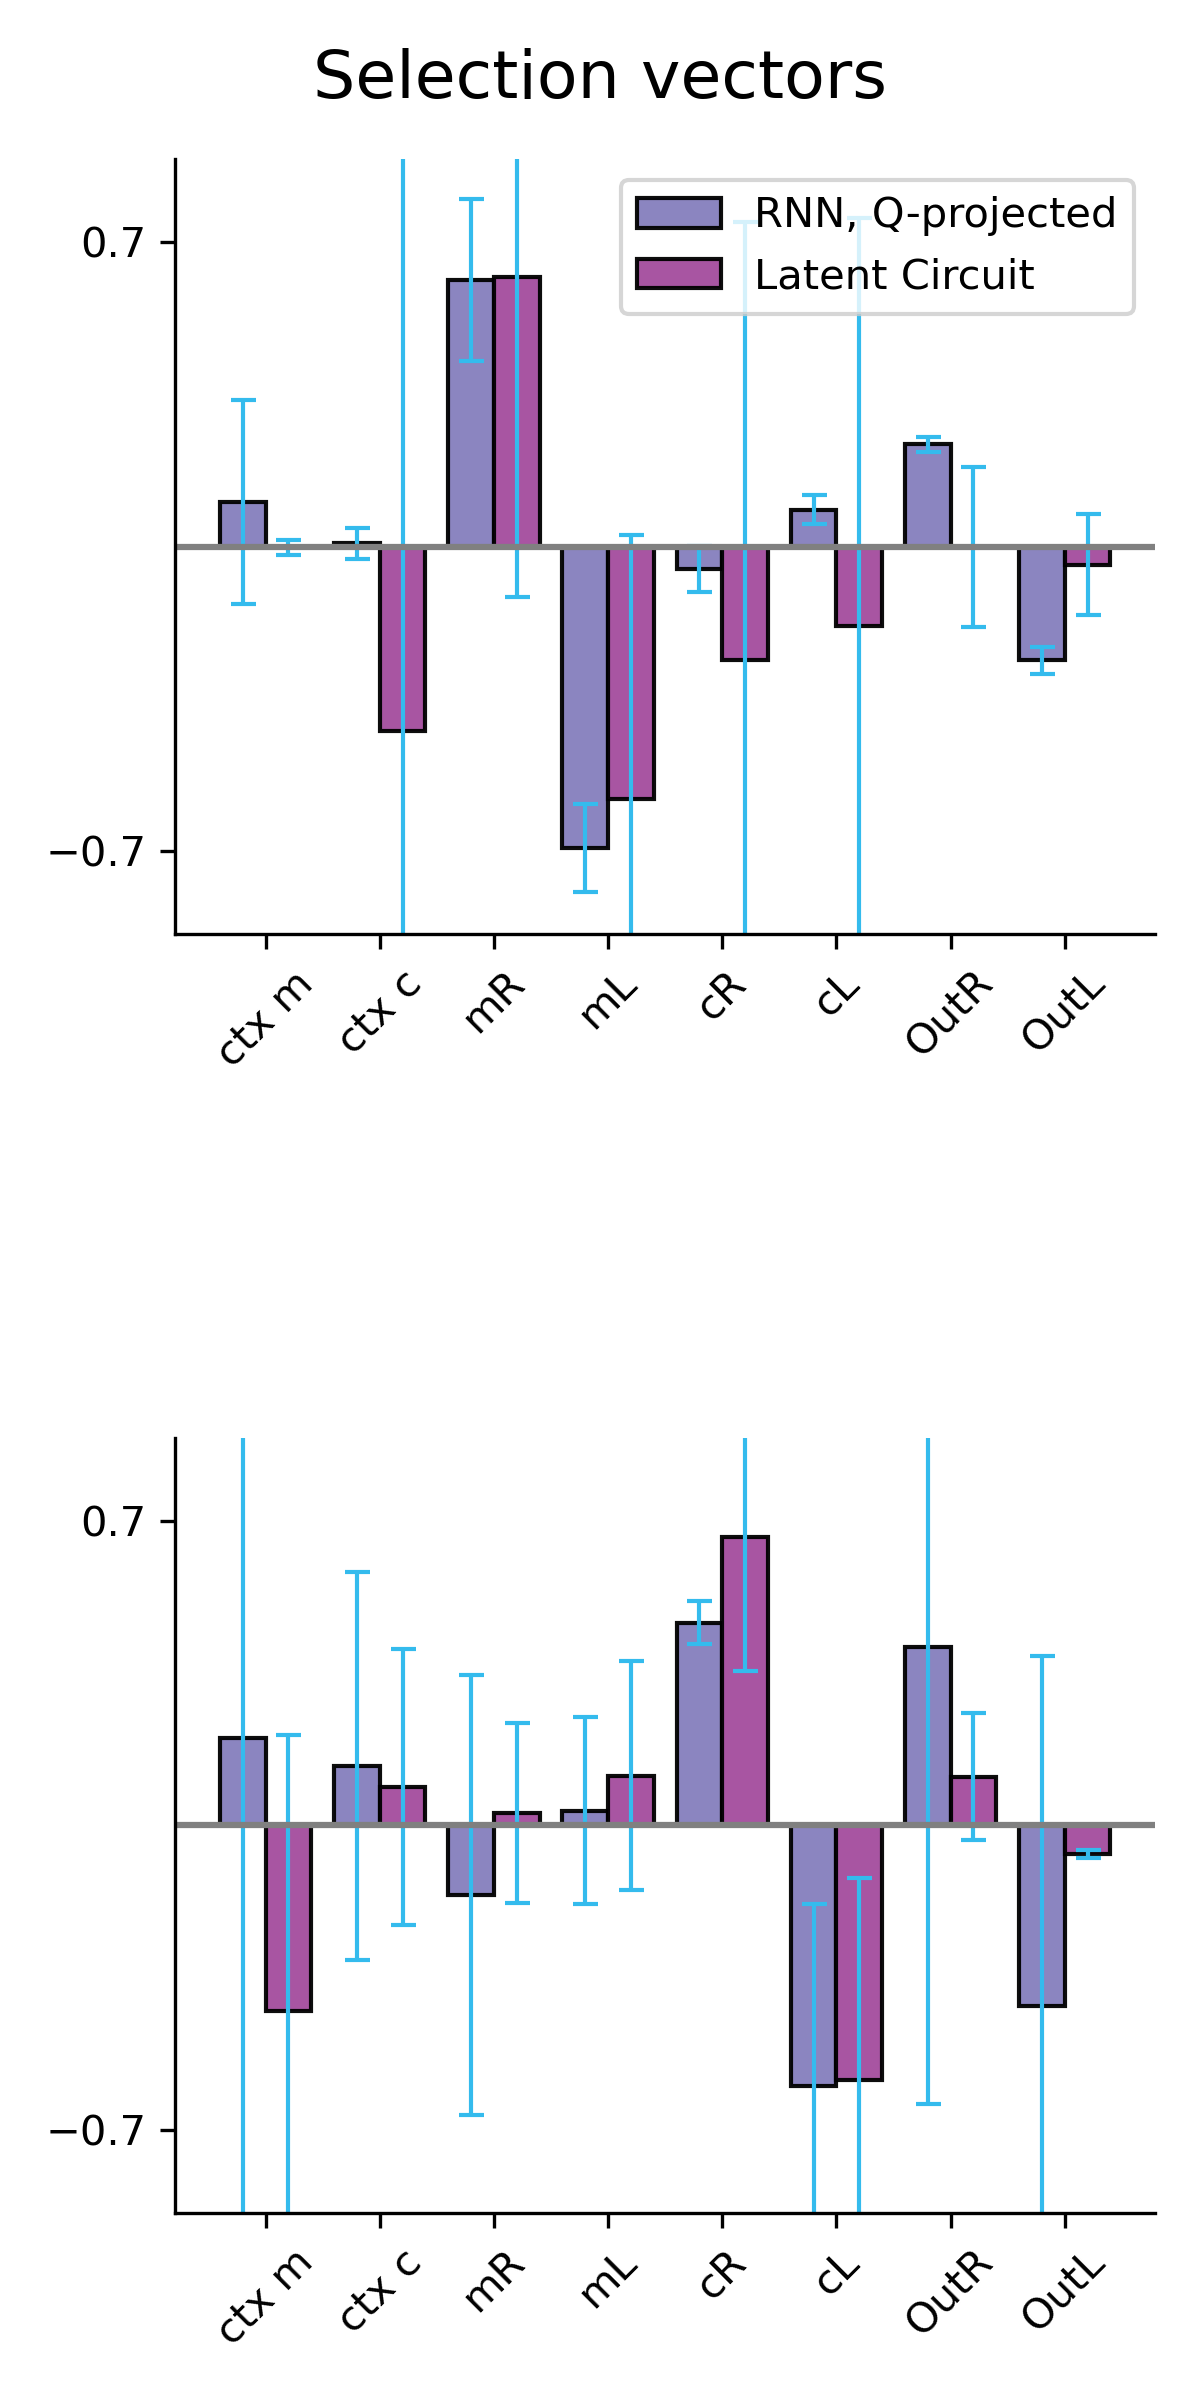 Selection vectors
RNN, Q-projected
Latent Circuit
0.7
−0.7
ctx m
ctx c
mR
mL
cR
cL
OutR
OutL
0.7
−0.7
ctx m
ctx c
mR
mL
cR
cL
OutR
OutL